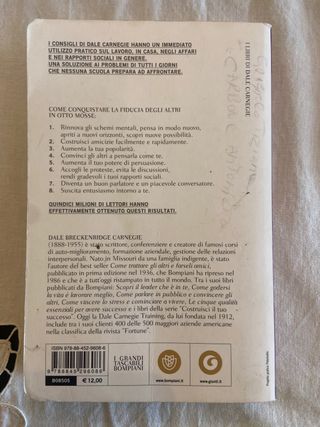 I CONSIGLI DI DALE CARNEGIE HANNO UN IMMEDIATO
UTILIZZO PRATICO SUL LAVORO, IN CASA, NEGLI AFFARI
E NEI RAPPORTI SOCIALI IN GENERE.
UNA SOLUZIONE AI PROBLEMI DI TUTTI I GIORNI
CHE NESSUNA SCUOLA PREPARA AD AFFRONTARE.
COME CONQUISTARE LA FIDUCIA DEGLI ALTRI
IN OTTO MOSSE:
1. Rinnova gli schemi mentali, pensa in modo nuovo,
apriti a nuovi orizzonti, scopri nuove possibilità.
2. Costruisci amicizie facilmente e rapidamente.
3. Aumenta la tua popolarità.
4. Convinci gli altri a pensarla come te.
5. Aumenta il tuo potere di persuasione.
6. Accogli le proteste, evita le discussioni,
rendi gradevoli i tuoi rapporti sociali.
7. Diventa un buon parlatore e un piacevole conversatore.
8. Suscita entusiasmo intorno a te.
QUINDICI MILIONI DI LETTORI HANNO
EFFETTIVAMENTE OTTENUTO QUESTI RISULTATI.
DALE BRECKENRIDGE CARNEGIE
(1888-1955) è stato scrittore, conferenziere e creatore di famosi corsi
di auto-miglioramento, formazione aziendale, gestione delle relazioni
interpersonali. Nato in Missouri da una famiglia indigente, è stato
l'autore del best seller Come trattare gli altri e farseli amici,
pubblicato in prima edizione nel 1936, che Bompiani ha ripreso nel
1986 e che è a tutt'oggi ristampato in tutto il mondo. Tra i suoi libri
pubblicati da Bompiani: Scopri il leader che è in te, Come godersi
la vita e lavorare meglio, Come parlare in pubblico e convincere gli
altri, Come vincere lo stress e cominciare a vivere, Le cinque qualità
essenziali per avere successo e i libri della serie "Costruisci il tuo
successo". Oggi la Dale Carnegie Training, da lui fondata nel 1912,
conta tra i suoi clienti 400 delle 500 maggiori aziende americane
nella classifica della rivista "Fortune".
ISBN 978-88-452-9608-6
9 788845 296086
B08505 € 12,00
I GRANDI
TASCABILI
BOMPIANI
www.bompiani.it
www.giunti.it
I LIBRI DI DALE CARNEGIE